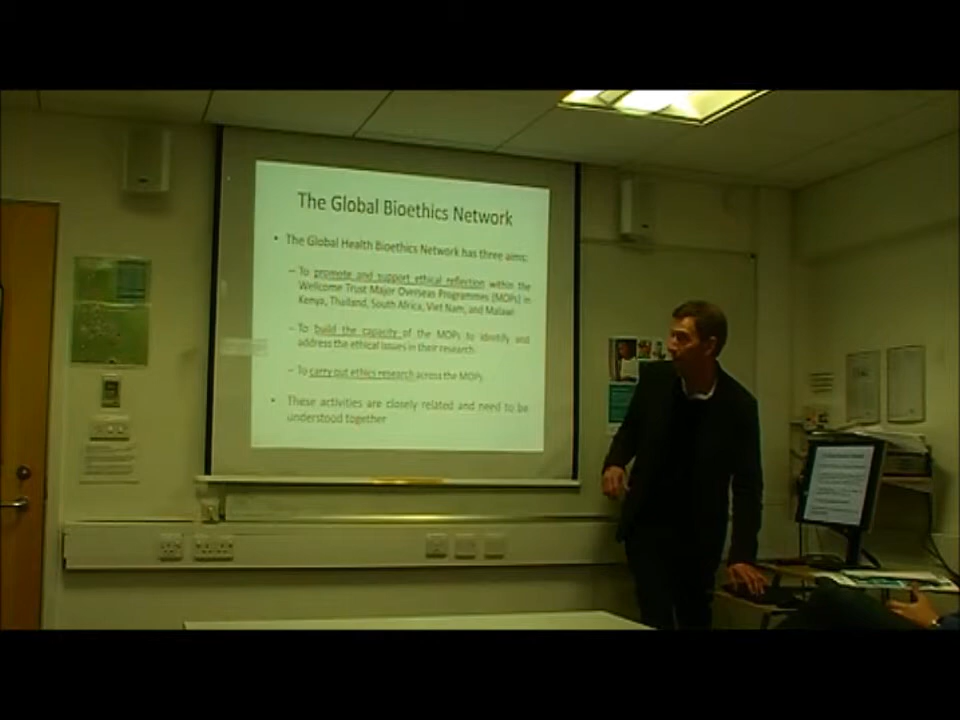 The Global Bioethics Network
• The Global Health Bioethics Network has three aims:
– To promote and support ethical reflection within the
Wellcome Trust Major Overseas Programmes (MOPs) in
Kenya, Thailand, South Africa, Viet Nam, and Malawi
– To build the capacity of the MOPs to identify and
address the ethical issues in their research
– To carry out ethics research across the MOPs
• These activities are closely related and need to be
understood together